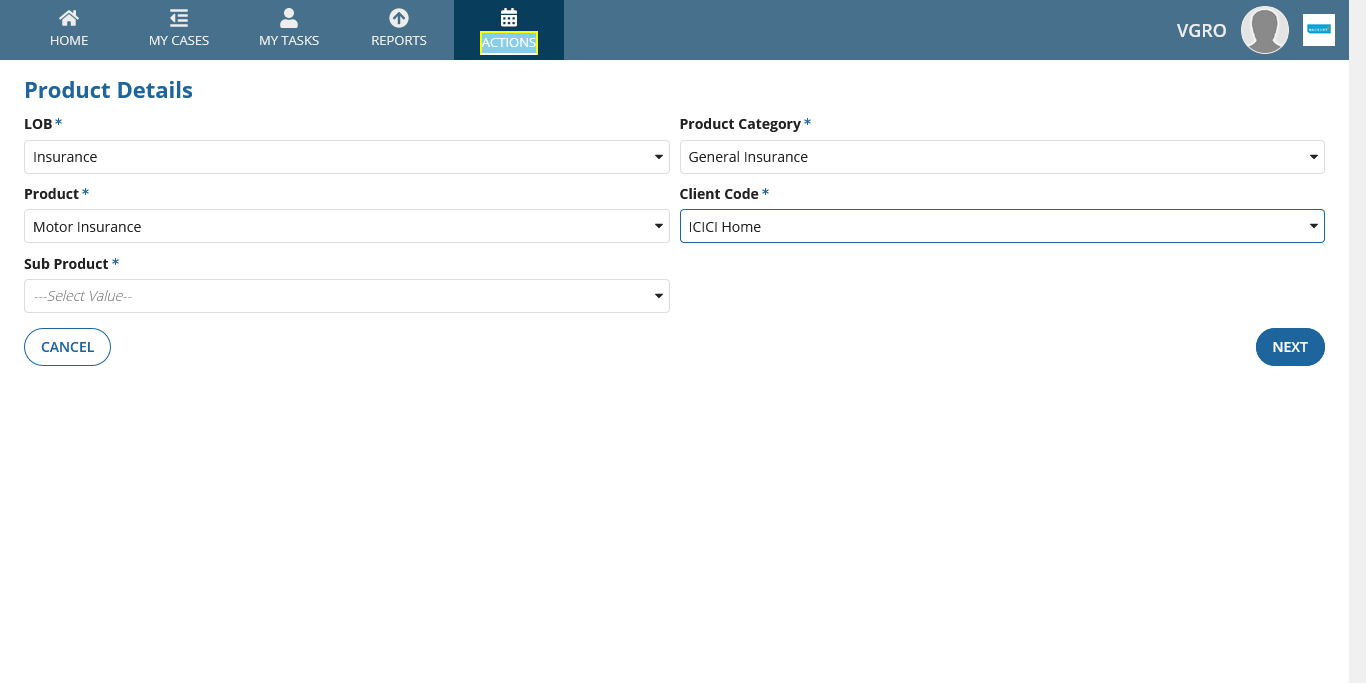 HOME
MY CASES
MY TASKS
REPORTS
ACTIONS
VGRO
Product Details
LOB *
Product Category *
Insurance
General Insurance
Product *
Client Code *
Motor Insurance
ICICI Home
Sub Product *
---Select Value--
CANCEL
NEXT